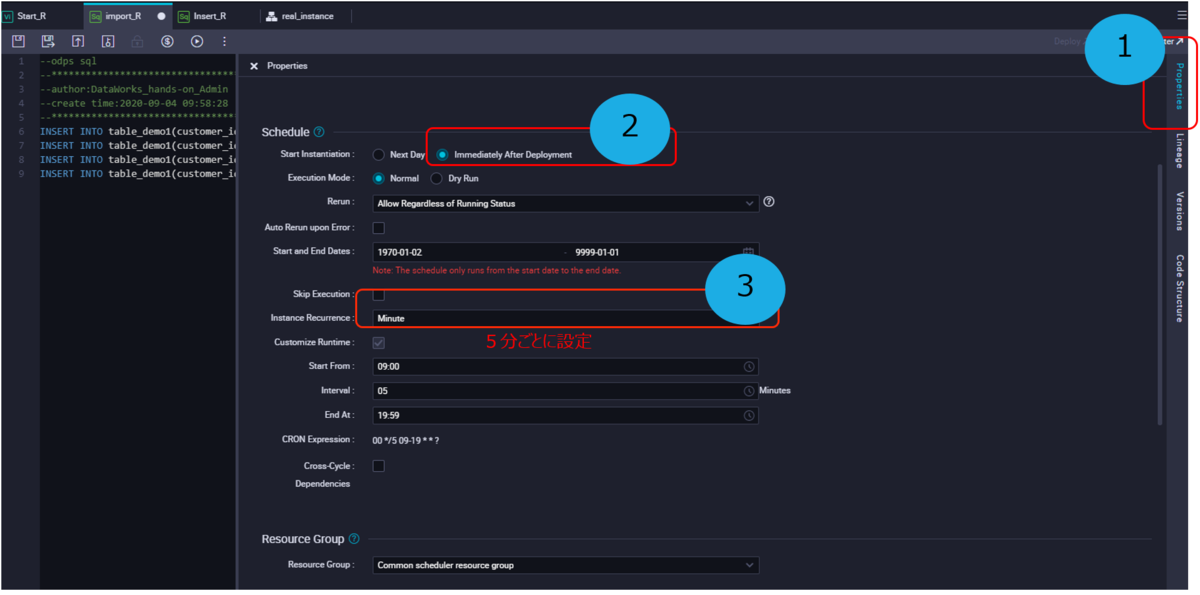 Vi Start_R
Sq import_R
Sq Insert_R
real_instance
Deploy
1
Properties
Lineage
Versions
Code Structure
1 --odps sql
2 --********************************
3 --author:DataWorks_hands-on_Admin
4 --create time:2020-09-04 09:58:28
5 --********************************
6 INSERT INTO table_demo1(customer_i
7 INSERT INTO table_demo1(customer_i
8 INSERT INTO table_demo1(customer_i
9 INSERT INTO table_demo1(customer_i
Properties
Schedule
2
Start Instantiation : Next Day Immediately After Deployment
Execution Mode : Normal Dry Run
Rerun : Allow Regardless of Running Status
Auto Rerun upon Error :
Start and End Dates : 1970-01-02 - 9999-01-01
Note: The schedule only runs from the start date to the end date.
3
Skip Execution :
Instance Recurrence : Minute
５分ごとに設定
Customize Runtime :
Start From : 09:00
Interval : 05 Minutes
End At : 19:59
CRON Expression : 00 */5 09-19 * * ?
Cross-Cycle :
Dependencies
Resource Group
Resource Group : Common scheduler resource group